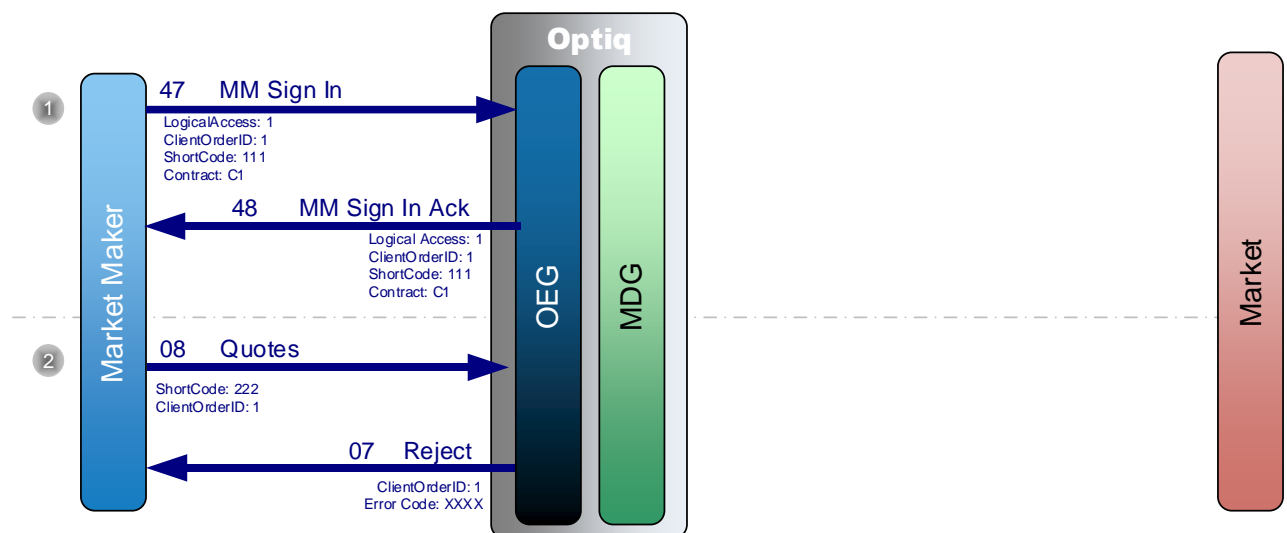 Optiq
1
47 MM Sign In
LogicalAccess: 1
ClientOrderID: 1
ShortCode: 111
Contract: C1
48 MM Sign In Ack
Logical Access: 1
ClientOrderID: 1
ShortCode: 111
Contract: C1
Market Maker
OEG
MDG
Market
2
08 Quotes
ShortCode: 222
ClientOrderID: 1
07 Reject
ClientOrderID: 1
Error Code: XXXX